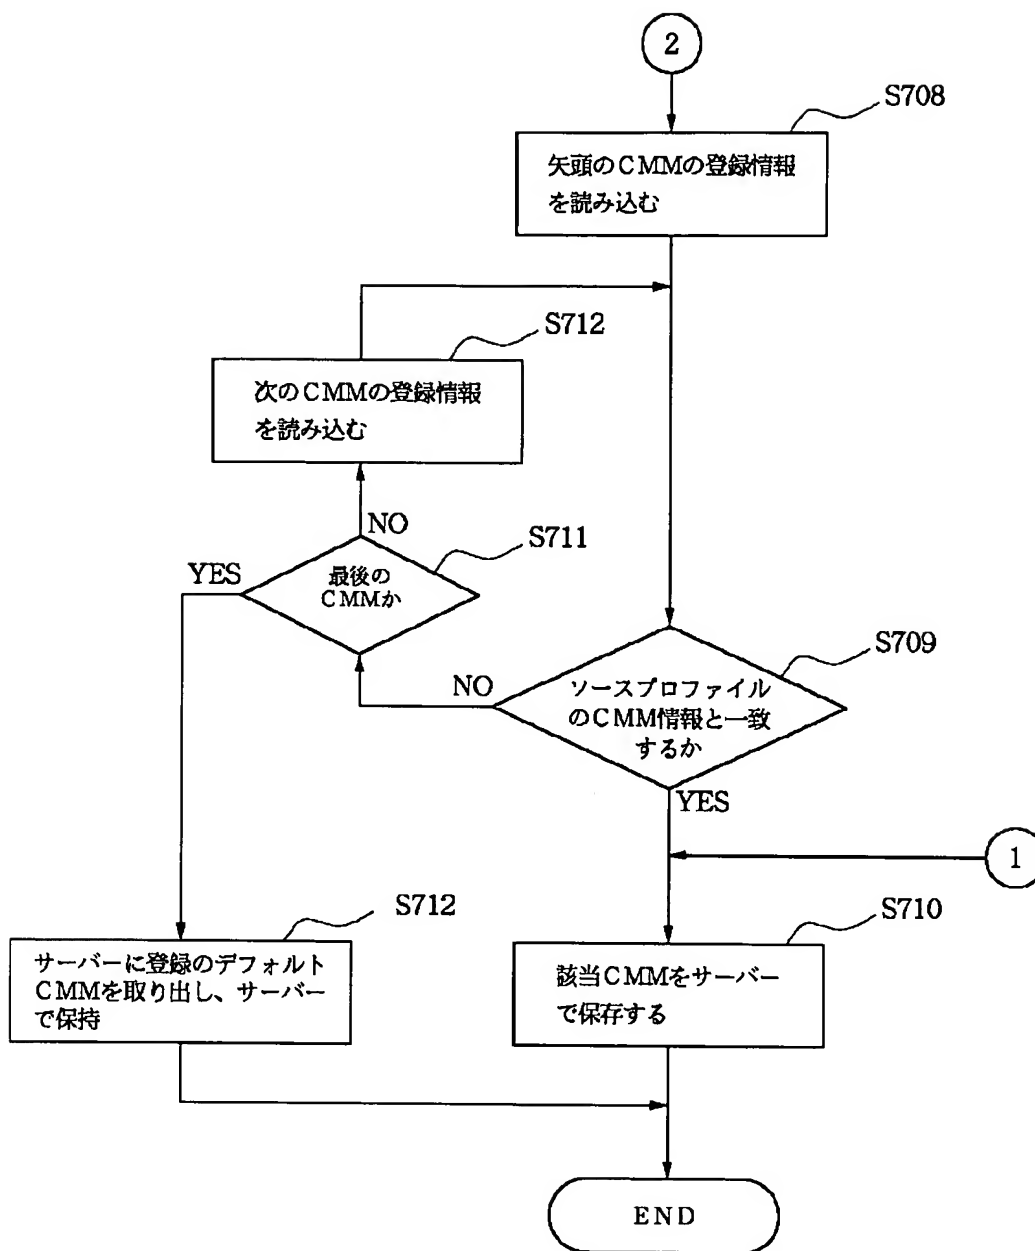 2
S708
矢頭のCMMの登録情報
を読み込む
S712
次のCMMの登録情報
を読み込む
NO
S711
YES
最後の
CMMか
S709
NO
ソースプロファイル
のCMM情報と一致
するか
YES
1
S712
S710
サーバーに登録のデフォルト
CMMを取り出し、サーバー
で保持
該当CMMをサーバー
で保存する
END